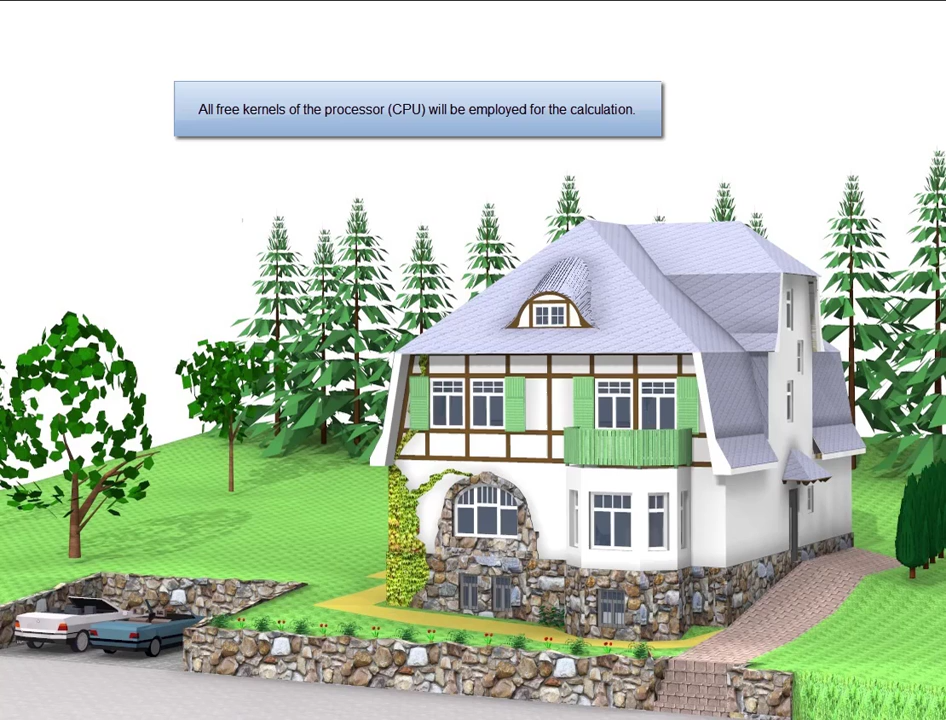 All free kernels of the processor (CPU) will be employed for the calculation.